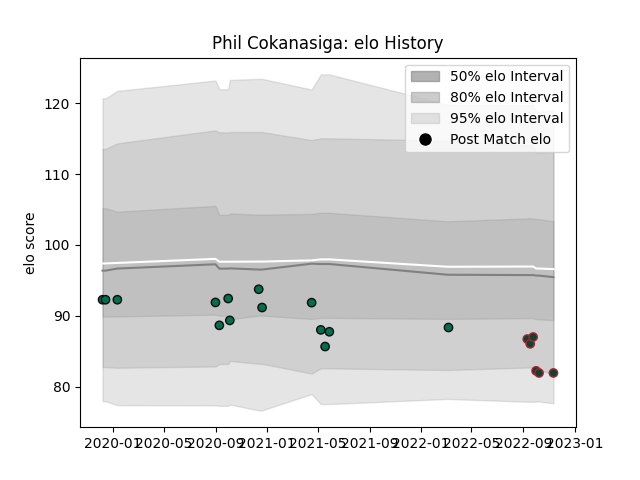 Phil Cokanasiga: elo History
50% elo Interval
80% elo Interval
95% elo Interval
Post Match elo
elo score
120
110
100
90
80
2020-01 2020-05 2020-09 2021-01 2021-05 2021-09 2022-01 2022-05 2022-09 2023-01